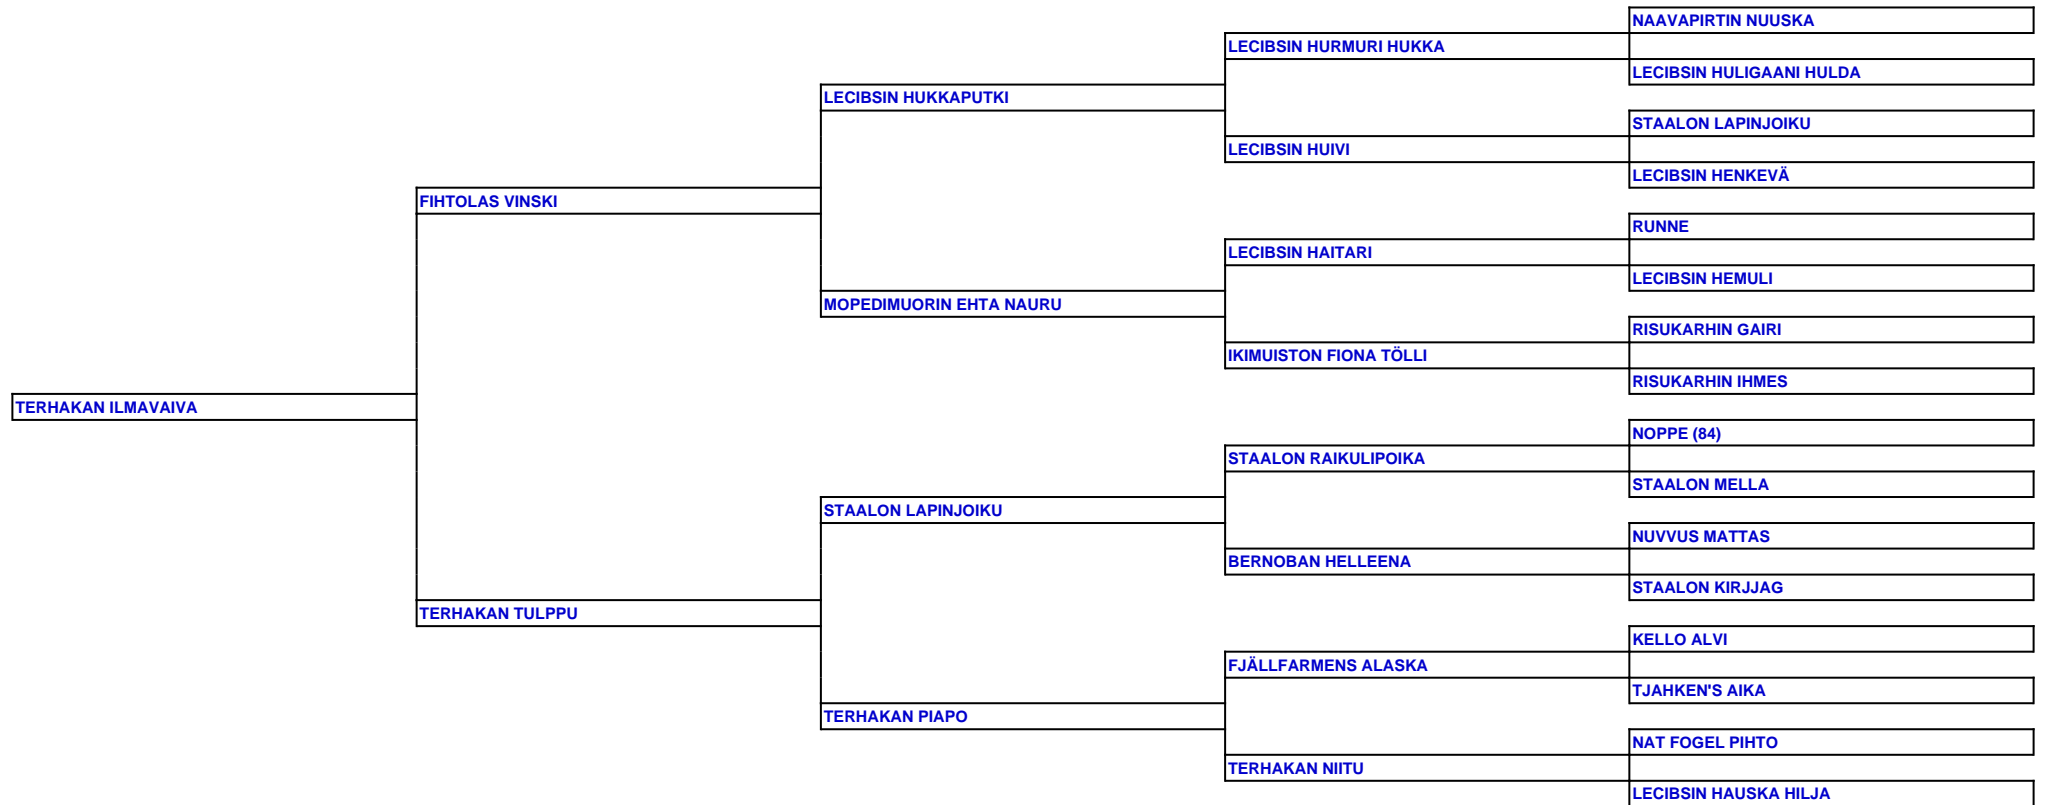 NAAVAPIRTIN NUUSKA
LECIBSIN HURMURI HUKKA
LECIBSIN HULIGAANI HULDA
LECIBSIN HUKKAPUTKI
STAALON LAPINJOIKU
LECIBSIN HUIVI
LECIBSIN HENKEVÄ
FIHTOLAS VINSKI
RUNNE
LECIBSIN HAITARI
LECIBSIN HEMULI
MOPEDIMUORIN EHTA NAURU
RISUKARHIN GAIRI
IKIMUISTON FIONA TÖLLI
RISUKARHIN IHMES
TERHAKAN ILMAVAIVA
NOPPE (84)
STAALON RAIKULIPOIKA
STAALON MELLA
STAALON LAPINJOIKU
NUVVUS MATTAS
BERNOBAN HELLEENA
STAALON KIRJJAG
TERHAKAN TULPPU
KELLO ALVI
FJÄLLFARMENS ALASKA
TJAHKEN'S AIKA
TERHAKAN PIAPO
NAT FOGEL PIHTO
TERHAKAN NIITU
LECIBSIN HAUSKA HILJA